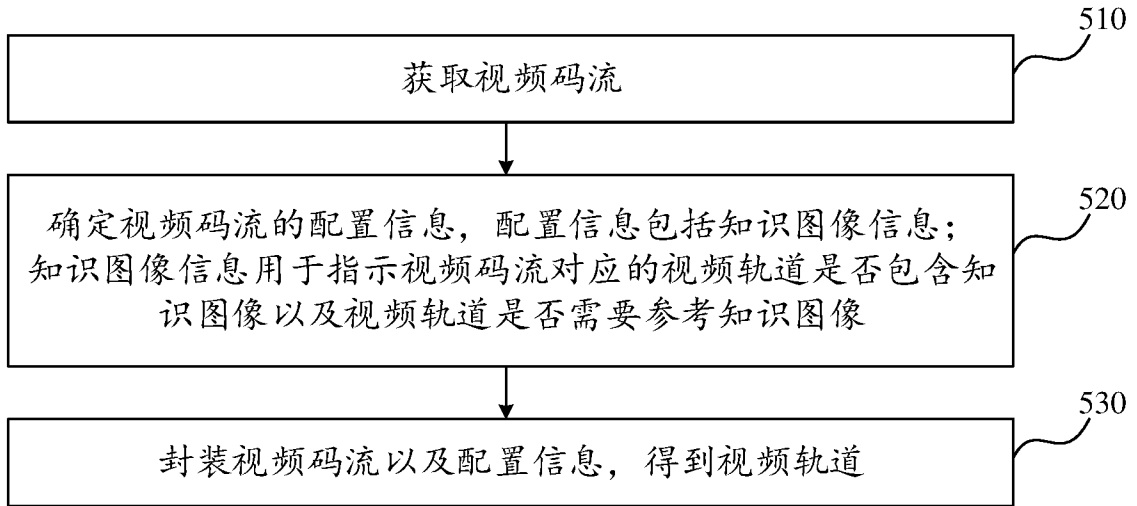 510
获取视频码流
520
确定视频码流的配置信息，配置信息包括知识图像信息；
知识图像信息用于指示视频码流对应的视频轨道是否包含知
识图像以及视频轨道是否需要参考知识图像
530
封装视频码流以及配置信息，得到视频轨道